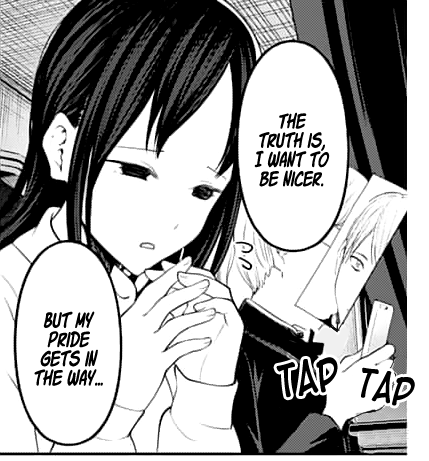 THE
TRUTH IS,
I WANT TO
BE NICER.
BUT MY
PRIDE
GETS IN
THE WAY...
TAP
TAP